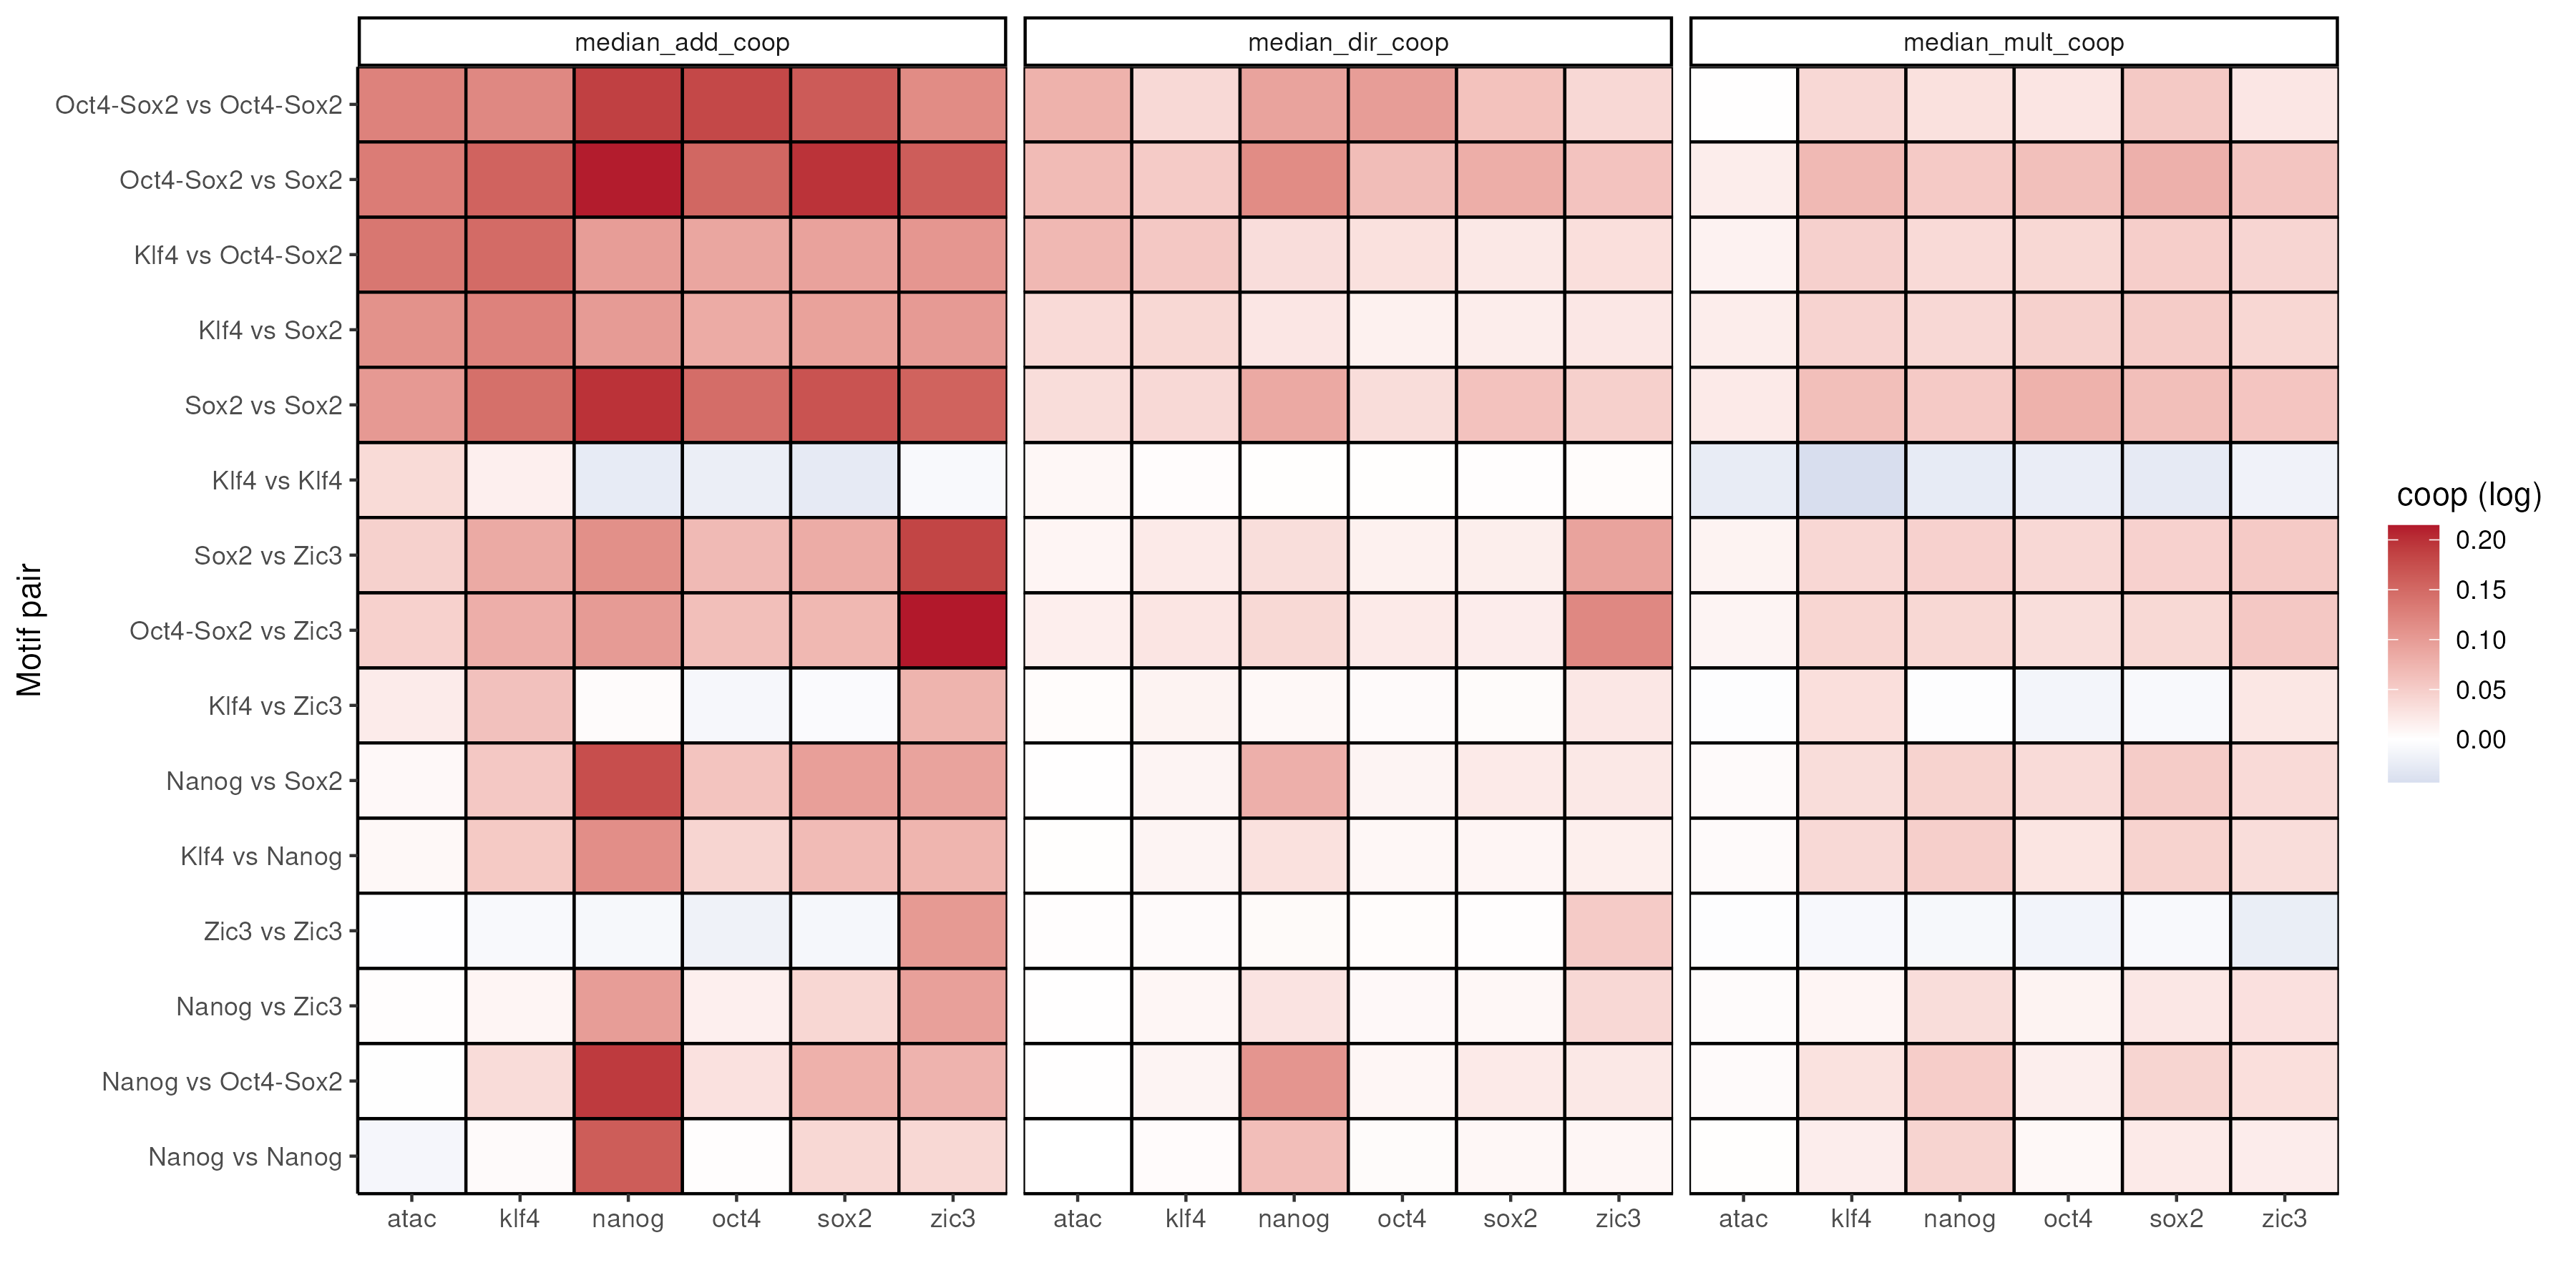 median_add_coop
median_dir_coop
median_mult_coop
Motif pair
Oct4-Sox2 vs Oct4-Sox2
Oct4-Sox2 vs Sox2
Klf4 vs Oct4-Sox2
Klf4 vs Sox2
Sox2 vs Sox2
Klf4 vs Klf4
Sox2 vs Zic3
Oct4-Sox2 vs Zic3
Klf4 vs Zic3
Nanog vs Sox2
Klf4 vs Nanog
Zic3 vs Zic3
Nanog vs Zic3
Nanog vs Oct4-Sox2
Nanog vs Nanog
atac klf4 nanog oct4 sox2 zic3
atac klf4 nanog oct4 sox2 zic3
atac klf4 nanog oct4 sox2 zic3
coop (log)
0.20
0.15
0.10
0.05
0.00